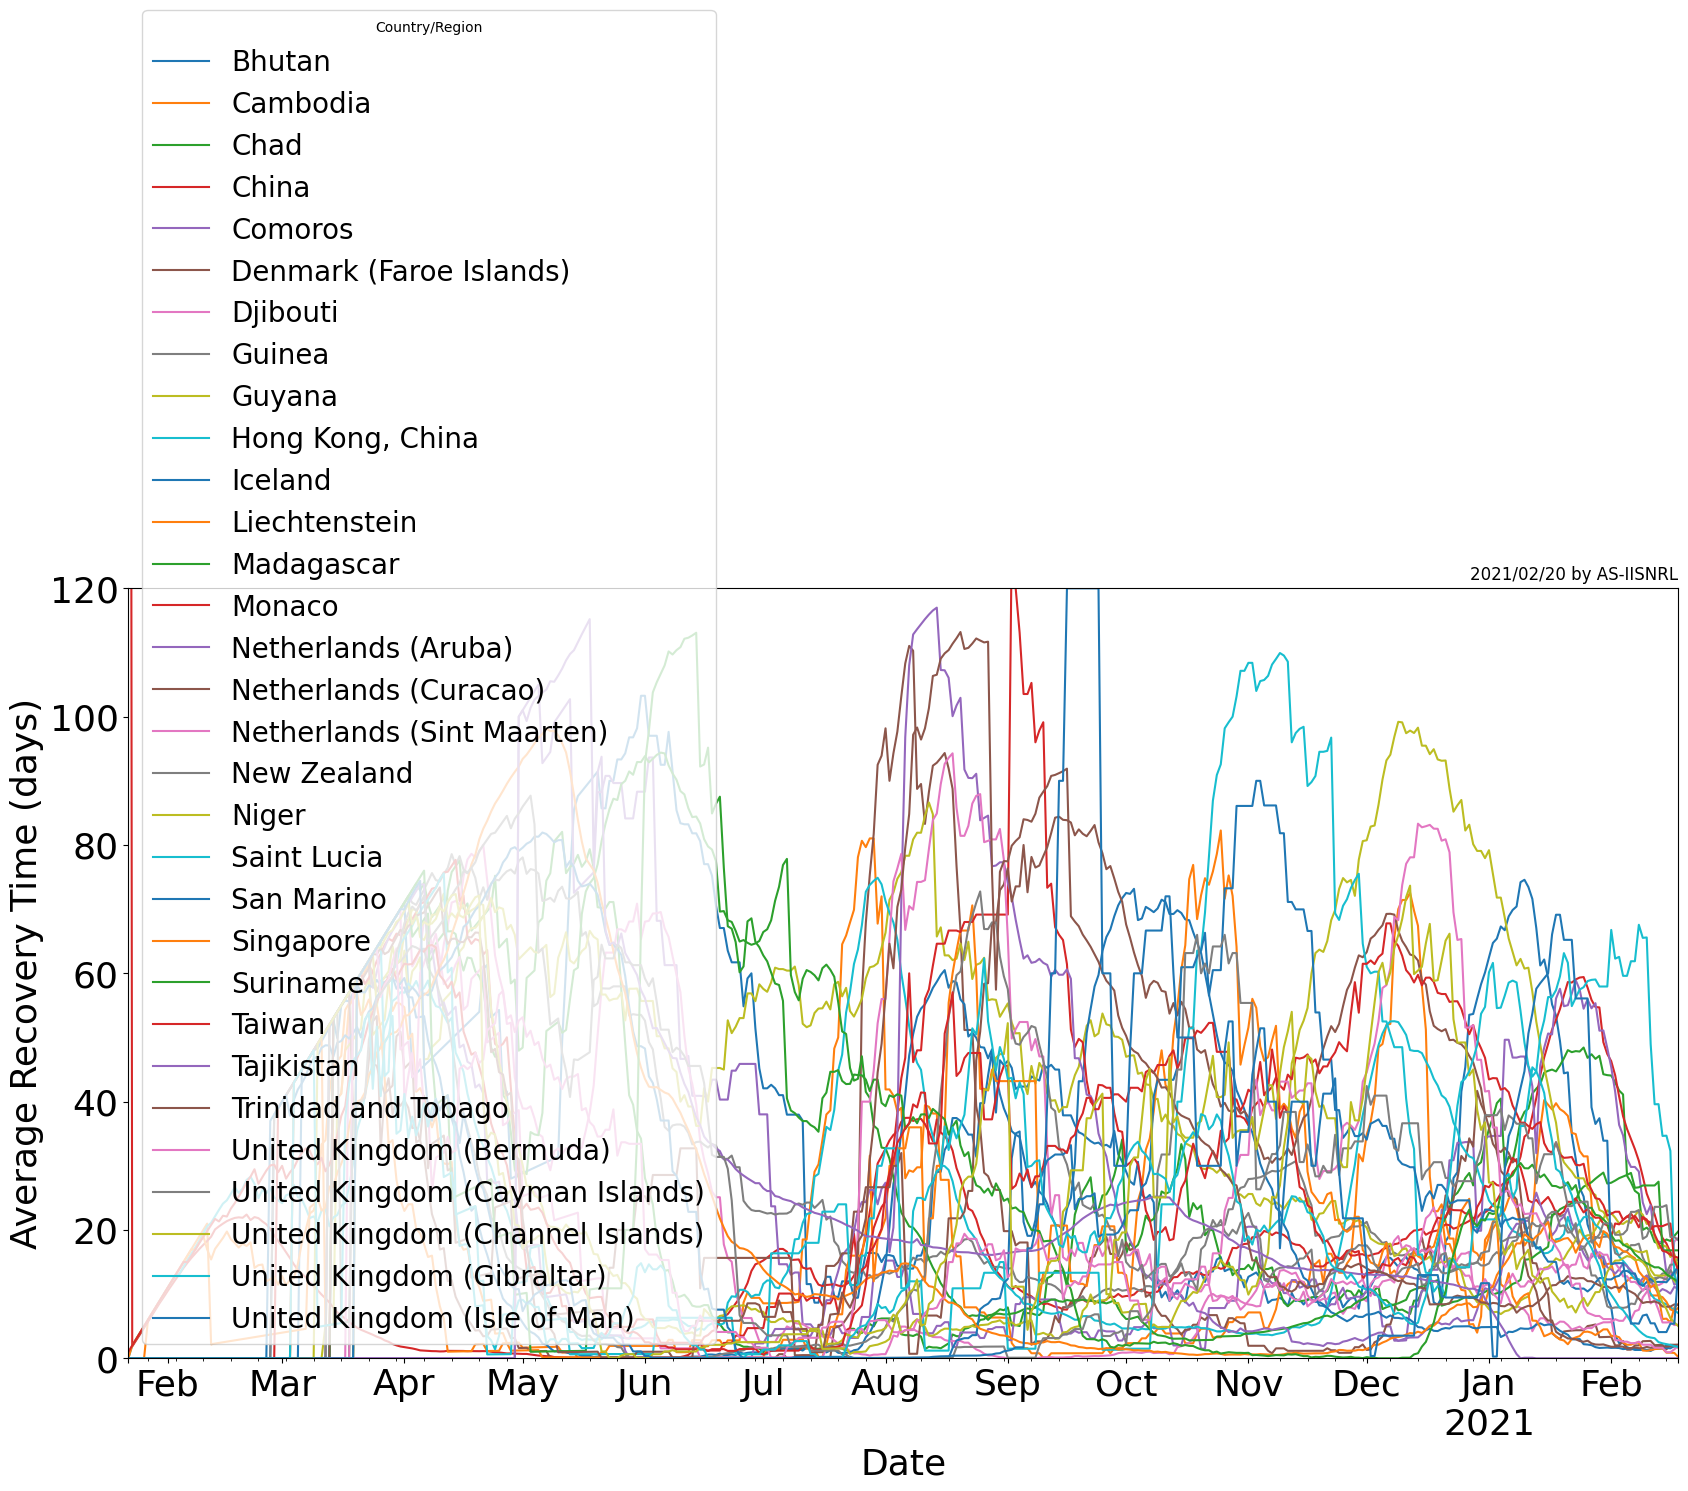 Country/Region
Bhutan
Cambodia
Chad
China
Comoros
Denmark (Faroe Islands)
Djibouti
Guinea
Guyana
Hong Kong, China
Iceland
Liechtenstein
Madagascar
Monaco
Netherlands (Aruba)
Netherlands (Curacao)
Netherlands (Sint Maarten)
New Zealand
Niger
Saint Lucia
San Marino
Singapore
Suriname
Taiwan
Tajikistan
Trinidad and Tobago
United Kingdom (Bermuda)
United Kingdom (Cayman Islands)
United Kingdom (Channel Islands)
United Kingdom (Gibraltar)
United Kingdom (Isle of Man)
2021/02/20 by AS-IISNRL
Average Recovery Time (days)
120
100
80
60
40
20
0
Feb Mar Apr May Jun Jul Aug Sep Oct Nov Dec Jan Feb
2021
Date